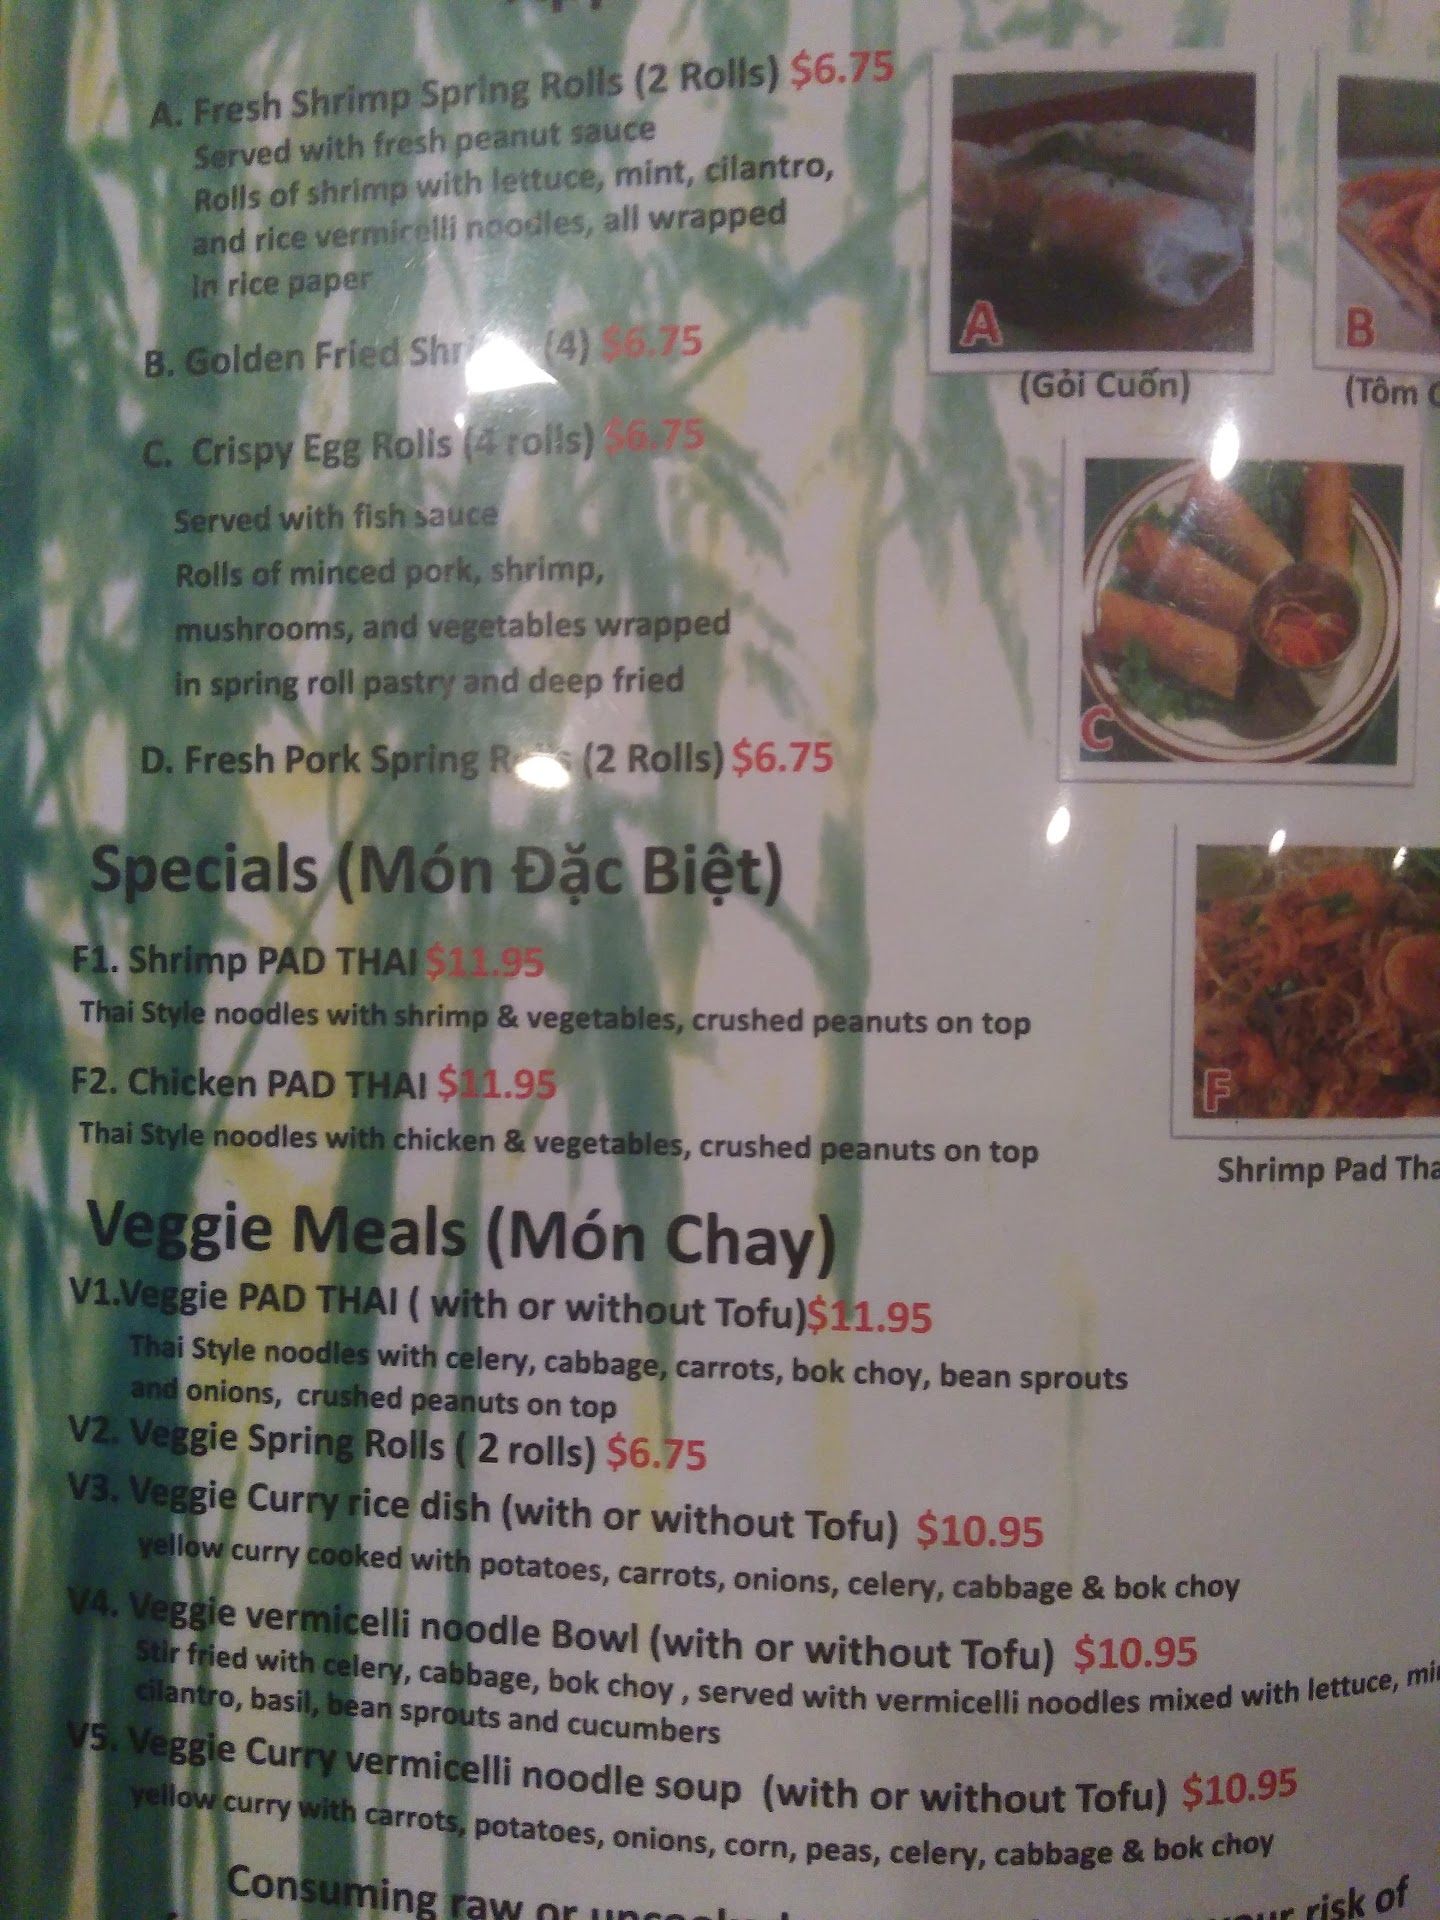 A. Fresh Shrimp Spring Rolls (2 Rolls) $6.75
Served with fresh peanut sauce
Rolls of shrimp with lettuce, mint, cilantro,
and rice vermicelli noodles, all wrapped
In rice paper
B. Golden Fried (4) $6.75
C. Crispy Egg Rolls (4 rolls) $6.75
Served with fish sauce
Rolls of minced pork, shrimp,
mushrooms, and vegetables wrapped
in spring roll pastry and deep fried
D. Fresh Pork Spring (2 Rolls) $6.75
A
(Gỏi Cuốn)
B
(Tôm
C
Specials (Món Đặc Biệt)
F1. Shrimp PAD THAI $11.95
Thai Style noodles with shrimp & vegetables, crushed peanuts on top
F2. Chicken PAD THAI $11.95
Thai Style noodles with chicken & vegetables, crushed peanuts on top
F
Shrimp Pad
Veggie Meals (Món Chay)
V1.Veggie PAD THAI ( with or without Tofu)$11.95
Thai Style noodles with celery, cabbage, carrots, bok choy, bean sprouts
and onions, crushed peanuts on top
V2. Veggie Spring Rolls ( 2 rolls) $6.75
V3. Veggie Curry rice dish (with or without Tofu) $10.95
yellow curry cooked with potatoes, carrots, onions, celery, cabbage & bok choy
V4. Veggie vermicelli noodle Bowl (with or without Tofu) $10.95
Stir fried with celery, cabbage, bok choy , served with vermicelli noodles mixed with lettuce,
cilantro, basil, bean sprouts and cucumbers
V5. Veggie Curry vermicelli noodle soup (with or without Tofu) $10.95
yellow curry with carrots, potatoes, onions, corn, peas, celery, cabbage & bok choy
Consuming raw or
risk of